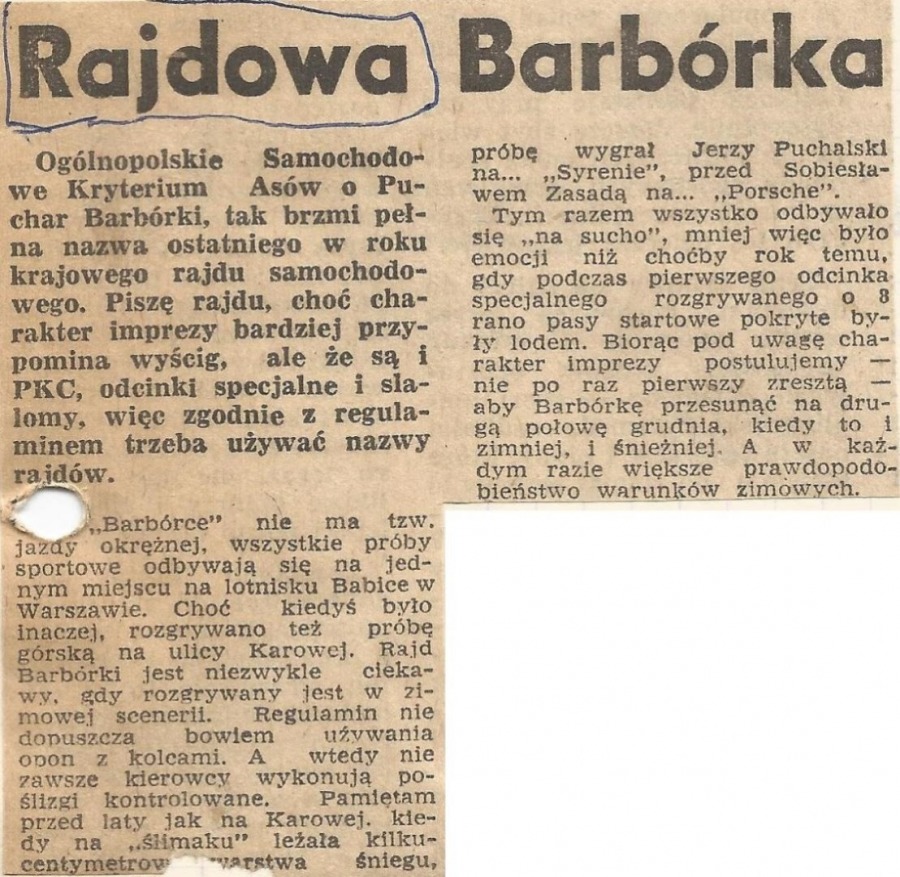 Rajdowa Barbórka
Ogólnopolskie Samochodo-
we Kryterium Asów o Pu-
char Barbórki, tak brzmi peł-
na nazwa ostatniego w roku
krajowego rajdu samochodo-
wego. Piszę rajdu, choć cha-
rakter imprezy bardziej przy-
pomina wyścig, ale że są i
PKC, odcinki specjalne i sla-
lomy, więc zgodnie z regula-
minem trzeba używać nazwy
rajdów.
„Barbórce” nie ma tzw.
jazdy okrężnej, wszystkie próby
sportowe odbywają się na jed-
nym miejscu na lotnisku Babice w
Warszawie. Choć kiedyś było
inaczej, rozgrywano też próbę
górską na ulicy Karowej. Rajd
Barbórki jest niezwykle cieka-
wy, gdy rozgrywany jest w zi-
mowej scenerii. Regulamin nie
dopuszcza bowiem używania
opon z kolcami. A wtedy nie
zawsze kierowcy wykonują po-
ślizgi kontrolowane. Pamiętam
przed laty jak na Karowej, kie-
dy na „ślimaku” leżała kilku-
centymetrow warstwa śniegu,
próbę wygrał Jerzy Puchalski
na... „Syrenie”, przed Sobiesła-
wem Zasadą na... „Porsche”.
Tym razem wszystko odbywało
się „na sucho”, mniej więc było
emocji niż choćby rok temu,
gdy podczas pierwszego odcinka
specjalnego rozgrywanego o 8
rano pasy startowe pokryte by-
ły lodem. Biorąc pod uwagę cha-
rakter imprezy postulujemy —
nie po raz pierwszy zresztą —
aby Barbórkę przesunąć na dru-
gą połowę grudnia, kiedy to i
zimniej, i śnieżniej. A w każ-
dym razie większe prawdopodo-
bieństwo warunków zimowych.